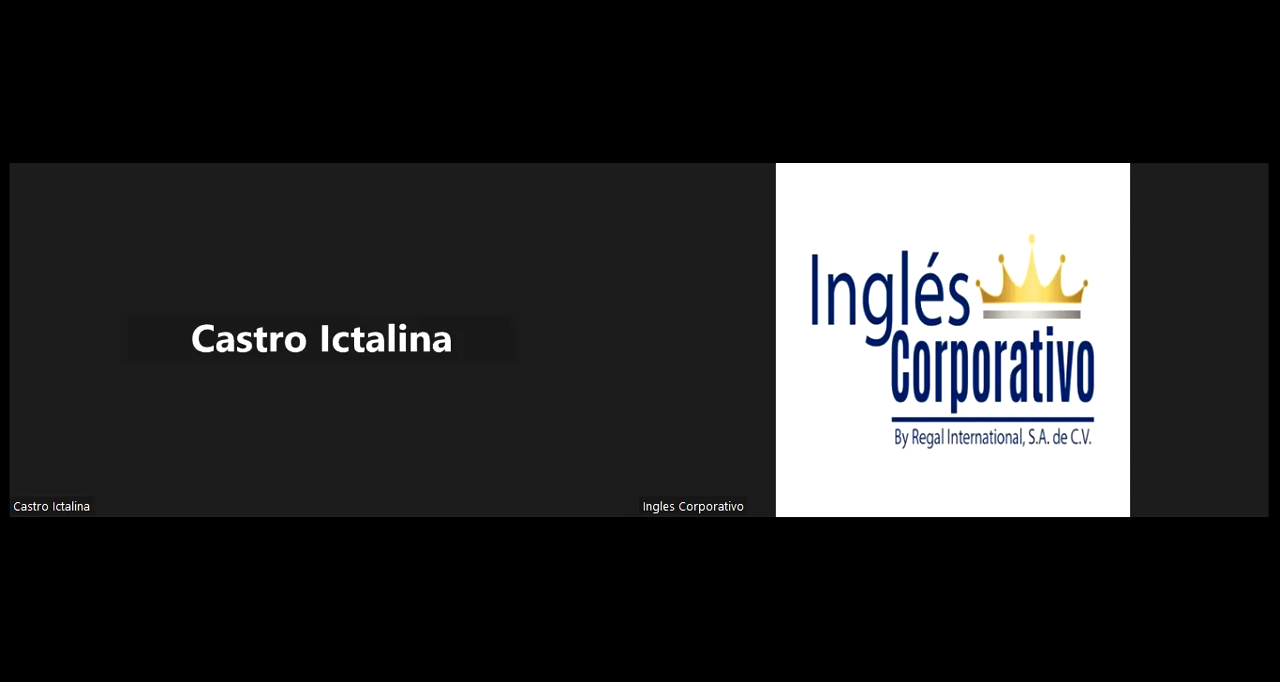 Castro Ictalina
Castro Ictalina
Ingles Corporativo
Inglés
Corporativo
By Regal International, S.A. de C.V.